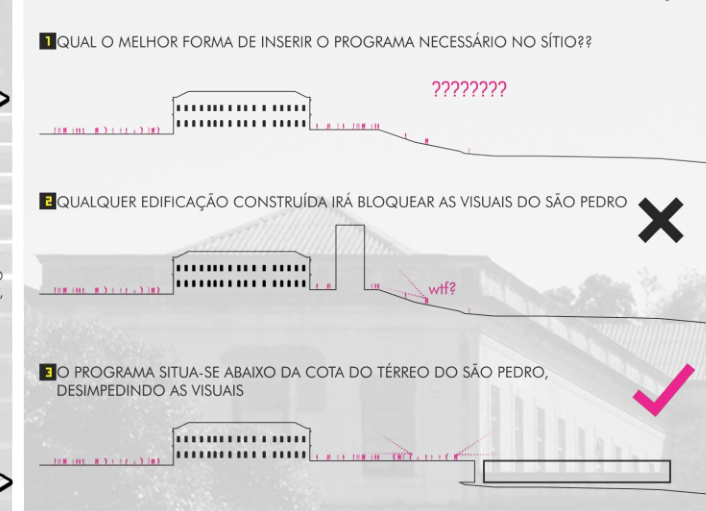 1 QUAL O MELHOR FORMA DE INSERIR O PROGRAMA NECESSÁRIO NO SÍTIO??
????????
2 QUALQUER EDIFICAÇÃO CONSTRUÍDA IRÁ BLOQUEAR AS VISUAIS DO SÃO PEDRO
wtf?
3 O PROGRAMA SITUA-SE ABAIXO DA COTA DO TÉRREO DO SÃO PEDRO,
DESIMPEDINDO AS VISUAIS